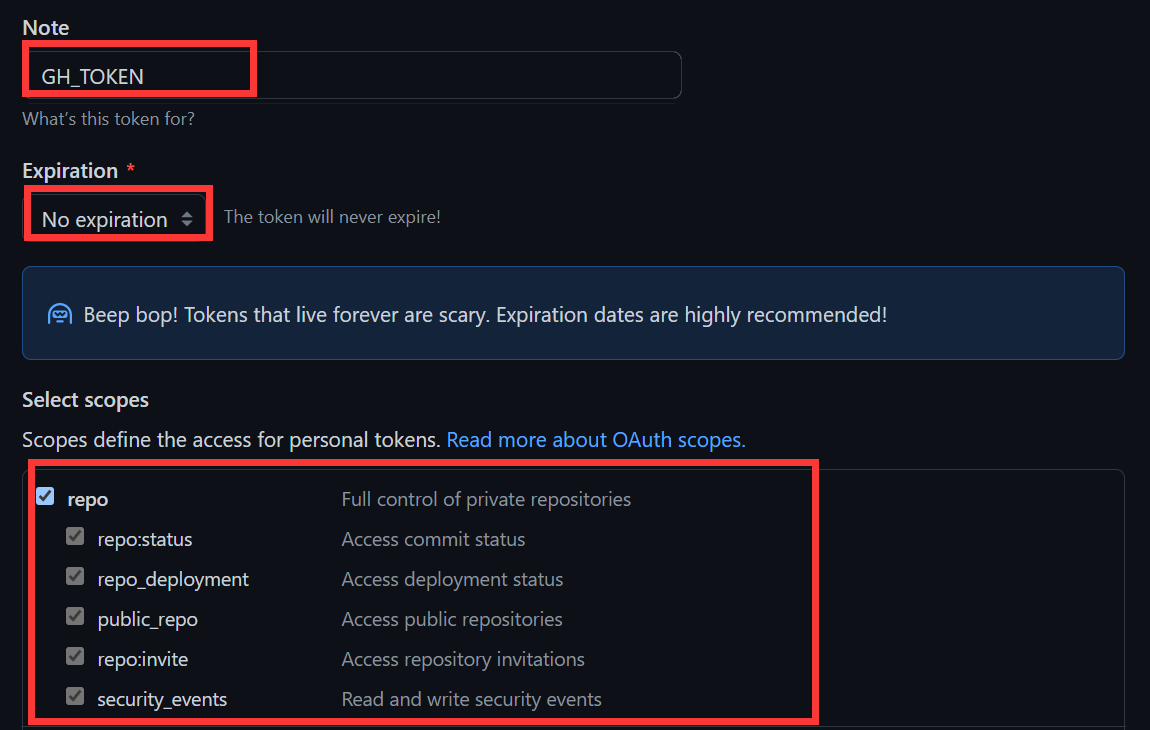 Note
GH_TOKEN
What's this token for?
Expiration *
No expiration The token will never expire!
Beep bop! Tokens that live forever are scary. Expiration dates are highly recommended!
Select scopes
Scopes define the access for personal tokens. Read more about OAuth scopes.
repo Full control of private repositories
repo:status Access commit status
repo_deployment Access deployment status
public_repo Access public repositories
repo:invite Access repository invitations
security_events Read and write security events